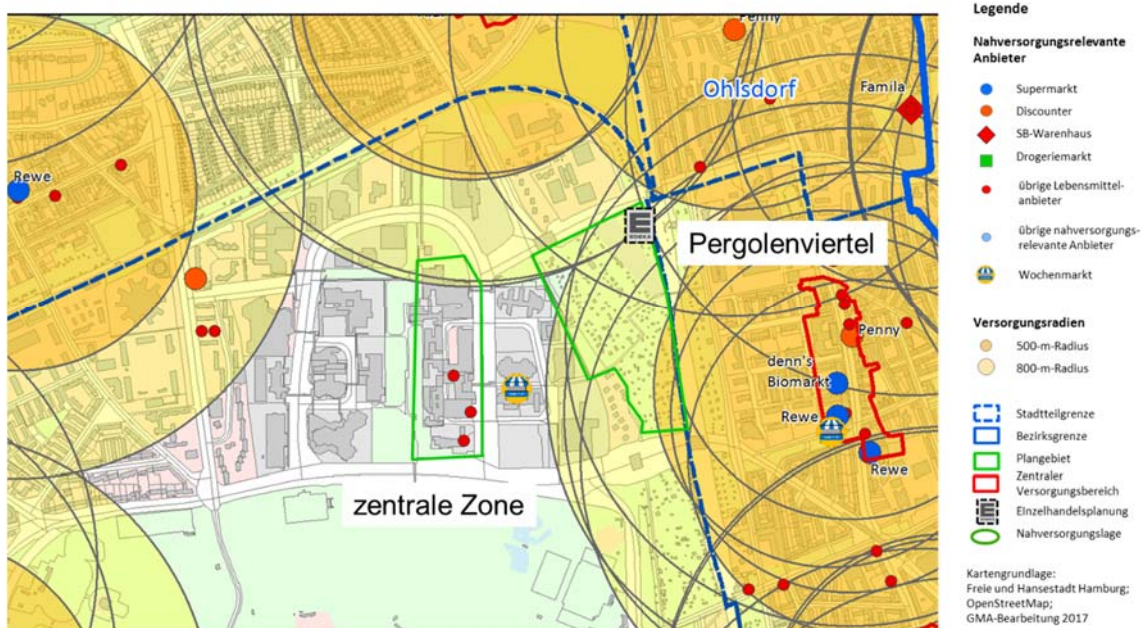 Penny
Ohlsdorf
Famila
Rewe
EDEKA
Pergolenviertel
Penny
denn's
Biomarkt
Rewe
Rewe
zentrale Zone
Legende
Nahversorgungsrelevante
Anbieter
Supermarkt
Discounter
SB-Warenhaus
Drogeriemarkt
übrige Lebensmittel-
anbieter
übrige nahversorgungs-
relevante Anbieter
Wochenmarkt
Versorgungsradien
500-m-Radius
800-m-Radius
Stadtteilgrenze
Bezirksgrenze
Plangebiet
Zentraler
Versorgungsbereich
EInzelhandelsplanung
Nahversorgungslage
Kartengrundlage:
Freie und Hansestadt Hamburg;
OpenStreetMap;
GMA-Bearbeitung 2017